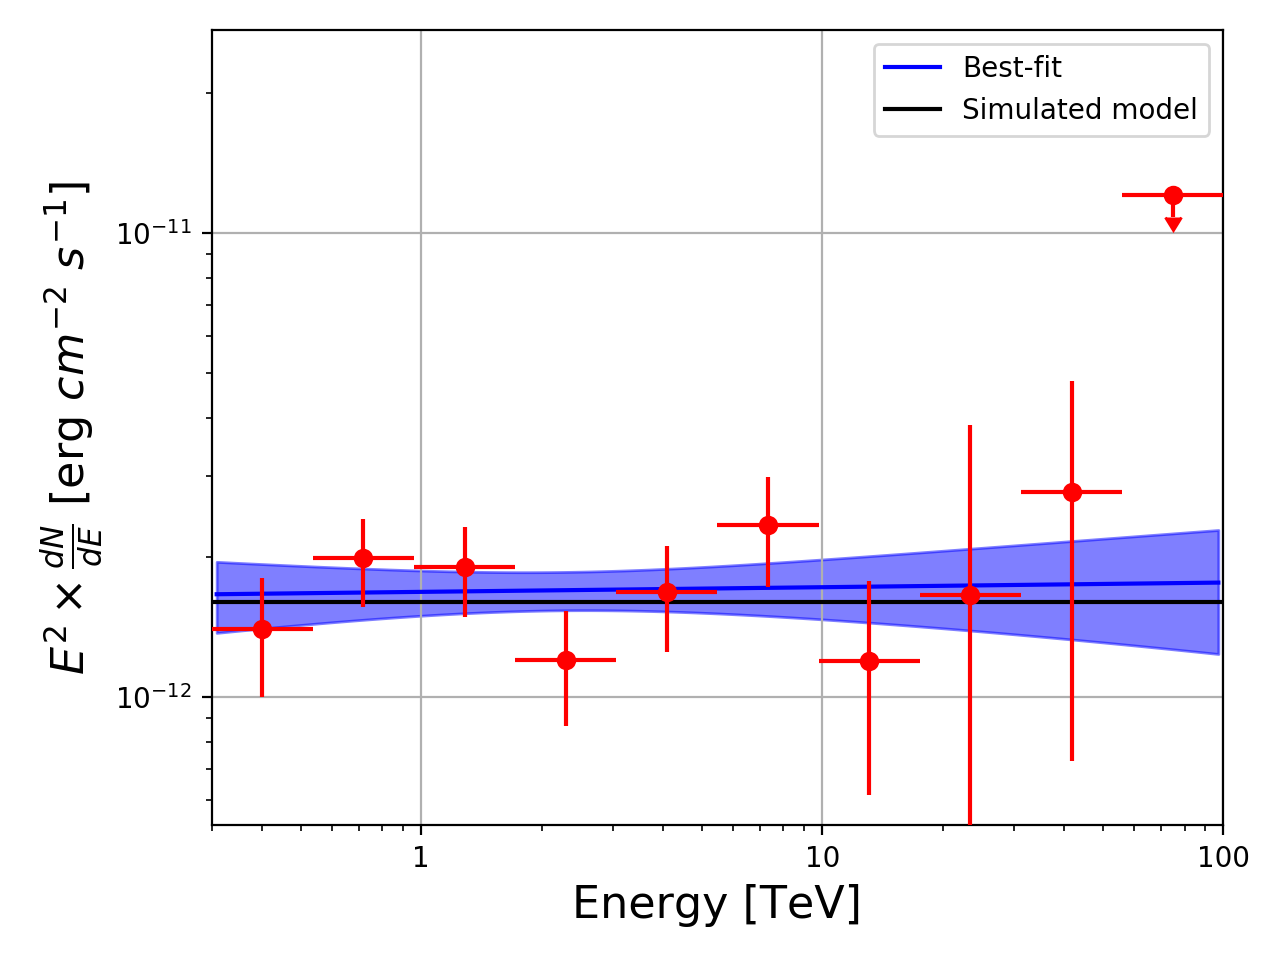 Best-fit
Simulated model
10⁻¹¹
10⁻¹²
E² × dN/dE [erg cm⁻² s⁻¹]
1
10
100
Energy [TeV]